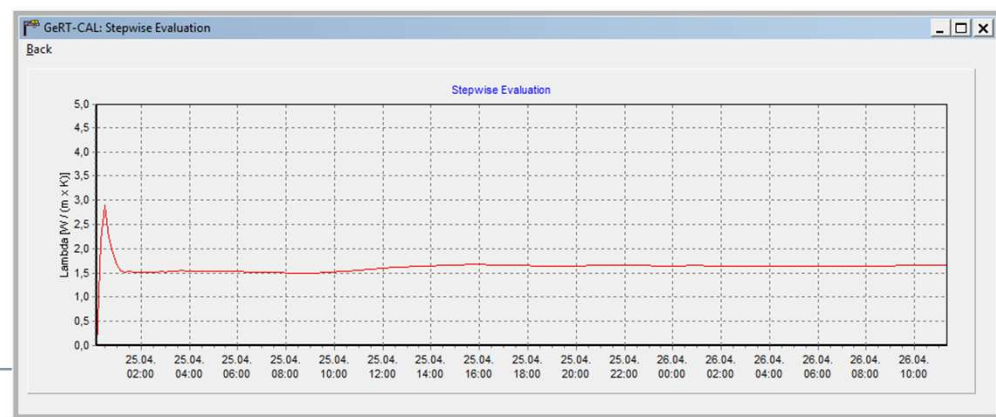 GeRT-CAL: Stepwise Evaluation
Back
Stepwise Evaluation
Lambda [W / (m x K)]
5,0
4,5
4,0
3,5
3,0
2,5
2,0
1,5
1,0
0,5
0,0
25.04. 25.04. 25.04. 25.04. 25.04. 25.04. 25.04. 25.04. 25.04. 25.04. 25.04. 26.04. 26.04. 26.04. 26.04. 26.04. 26.04.
02:00 04:00 06:00 08:00 10:00 12:00 14:00 16:00 18:00 20:00 22:00 00:00 02:00 04:00 06:00 08:00 10:00